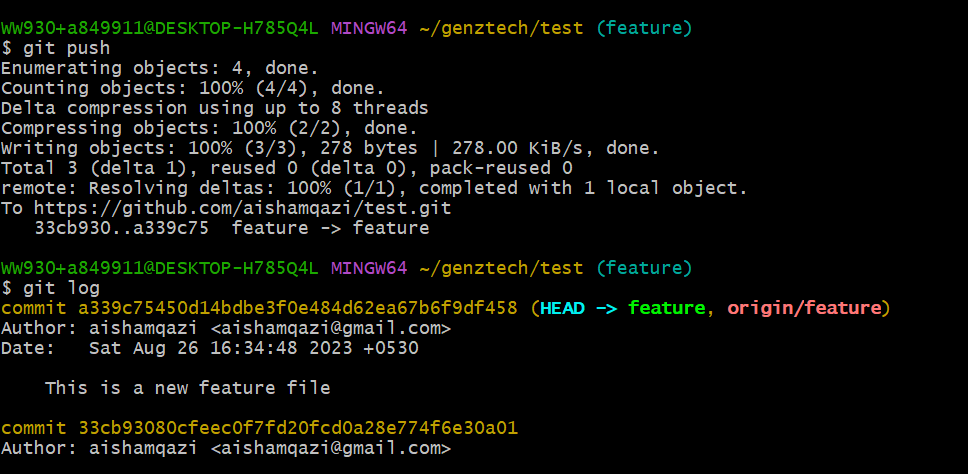 WW930+a849911@DESKTOP-H785Q4L MINGW64 ~/genztech/test (feature)
$ git push
Enumerating objects: 4, done.
Counting objects: 100% (4/4), done.
Delta compression using up to 8 threads
Compressing objects: 100% (2/2), done.
Writing objects: 100% (3/3), 278 bytes | 278.00 KiB/s, done.
Total 3 (delta 1), reused 0 (delta 0), pack-reused 0
remote: Resolving deltas: 100% (1/1), completed with 1 local object.
To https://github.com/aishamqazi/test.git
   33cb930..a339c75  feature -> feature
WW930+a849911@DESKTOP-H785Q4L MINGW64 ~/genztech/test (feature)
$ git log
commit a339c75450d14bdbe3f0e484d62ea67b6f9df458 (HEAD -> feature, origin/feature)
Author: aishamqazi <aishamqazi@gmail.com>
Date:   Sat Aug 26 16:34:48 2023 +0530
    This is a new feature file
commit 33cb93080cfeec0f7fd20fcd0a28e774f6e30a01
Author: aishamqazi <aishamqazi@gmail.com>